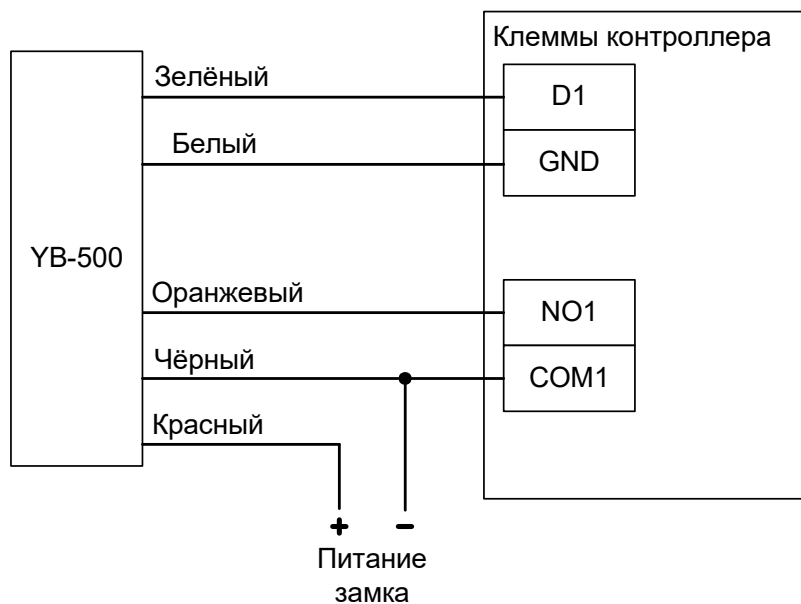 Клеммы контроллера
Зелёный
D1
Белый
GND
YB-500
Оранжевый
NO1
Чёрный
COM1
Красный
+ −
Питание
замка